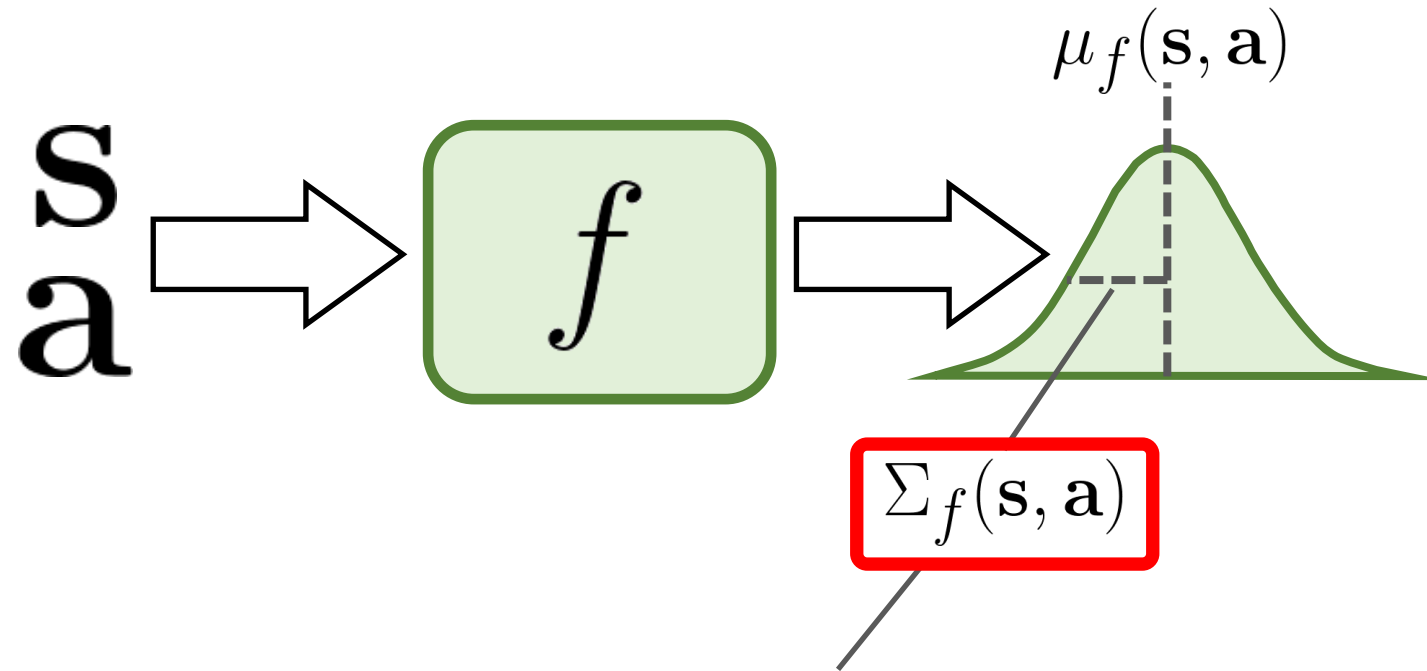 s
a
f
μ_f(s, a)
Σ_f(s, a)